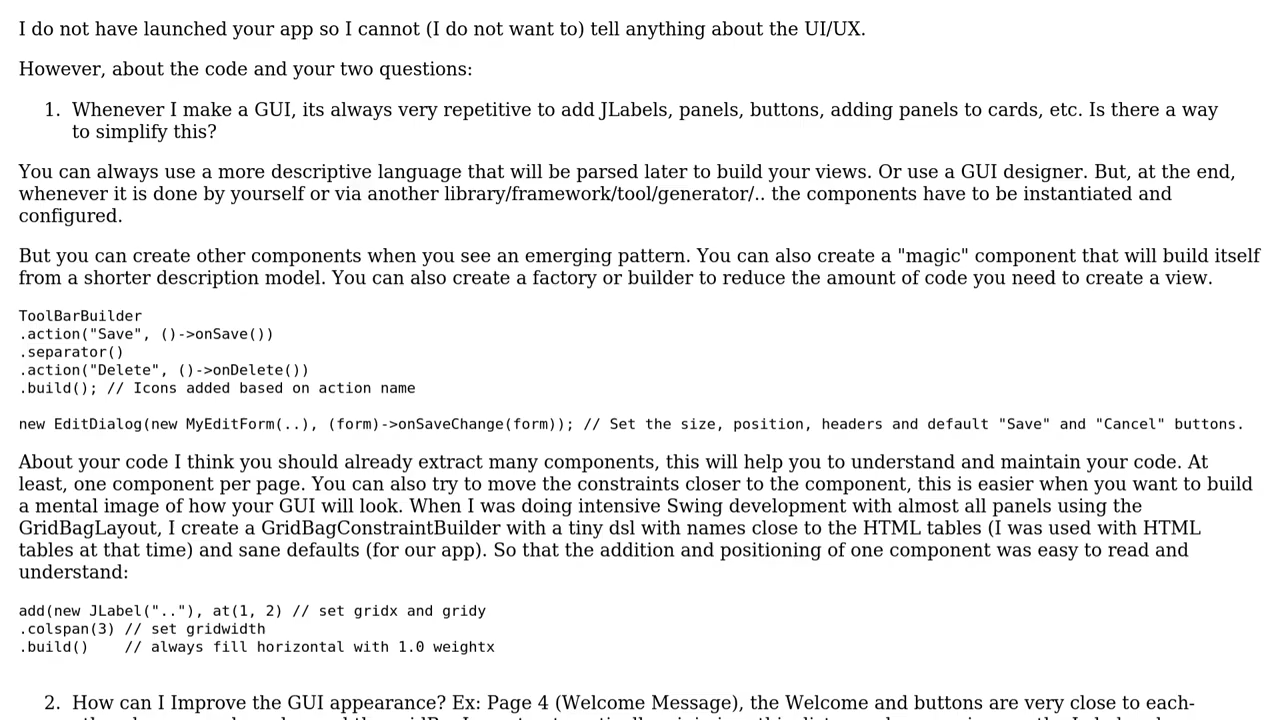 I do not have launched your app so I cannot (I do not want to) tell anything about the UI/UX.
However, about the code and your two questions:
1. Whenever I make a GUI, its always very repetitive to add JLabels, panels, buttons, adding panels to cards, etc. Is there a way
to simplify this?
You can always use a more descriptive language that will be parsed later to build your views. Or use a GUI designer. But, at the end,
whenever it is done by yourself or via another library/framework/tool/generator/.. the components have to be instantiated and
configured.
But you can create other components when you see an emerging pattern. You can also create a "magic" component that will build itself
from a shorter description model. You can also create a factory or builder to reduce the amount of code you need to create a view.
ToolBarBuilder
.action("Save", ()->onSave())
.separator()
.action("Delete", ()->onDelete())
.build(); // Icons added based on action name
new EditDialog(new MyEditForm(..), (form)->onSaveChange(form)); // Set the size, position, headers and default "Save" and "Cancel" buttons.
About your code I think you should already extract many components, this will help you to understand and maintain your code. At
least, one component per page. You can also try to move the constraints closer to the component, this is easier when you want to build
a mental image of how your GUI will look. When I was doing intensive Swing development with almost all panels using the
GridBagLayout, I create a GridBagConstraintBuilder with a tiny dsl with names close to the HTML tables (I was used with HTML
tables at that time) and sane defaults (for our app). So that the addition and positioning of one component was easy to read and
understand:
add(new JLabel(".."), at(1, 2) // set gridx and gridy
.colspan(3) // set gridwidth
.build()    // always fill horizontal with 1.0 weightx
2. How can I Improve the GUI appearance? Ex: Page 4 (Welcome Message), the Welcome and buttons are very close to each-